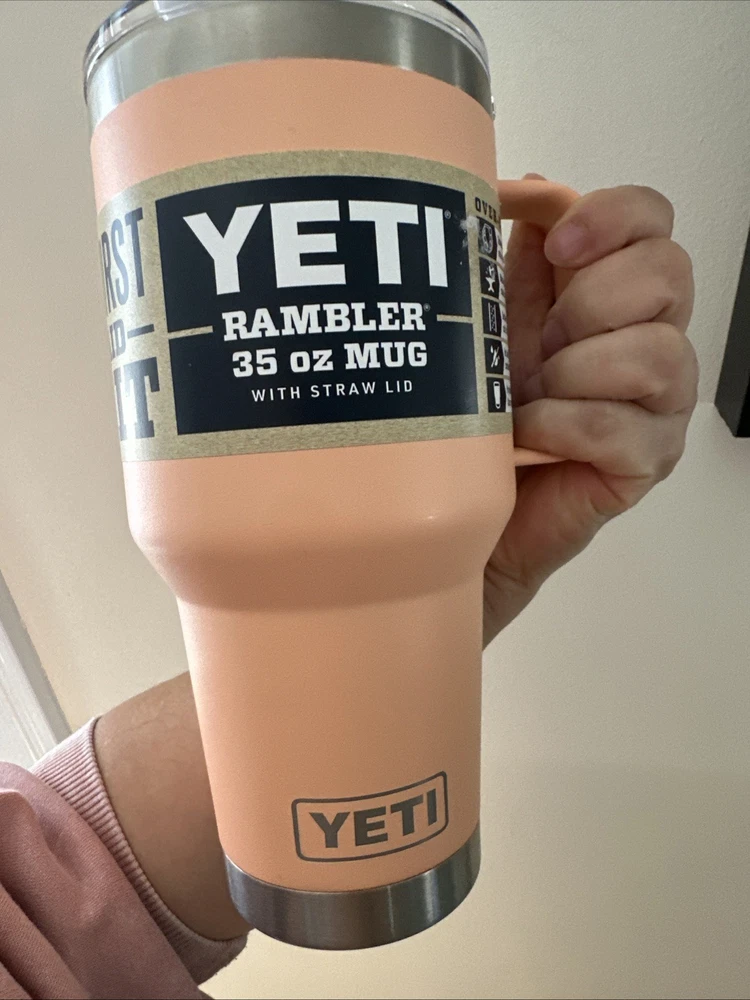 YETI®
RAMBLER®
35 oz MUG
WITH STRAW LID
YETI